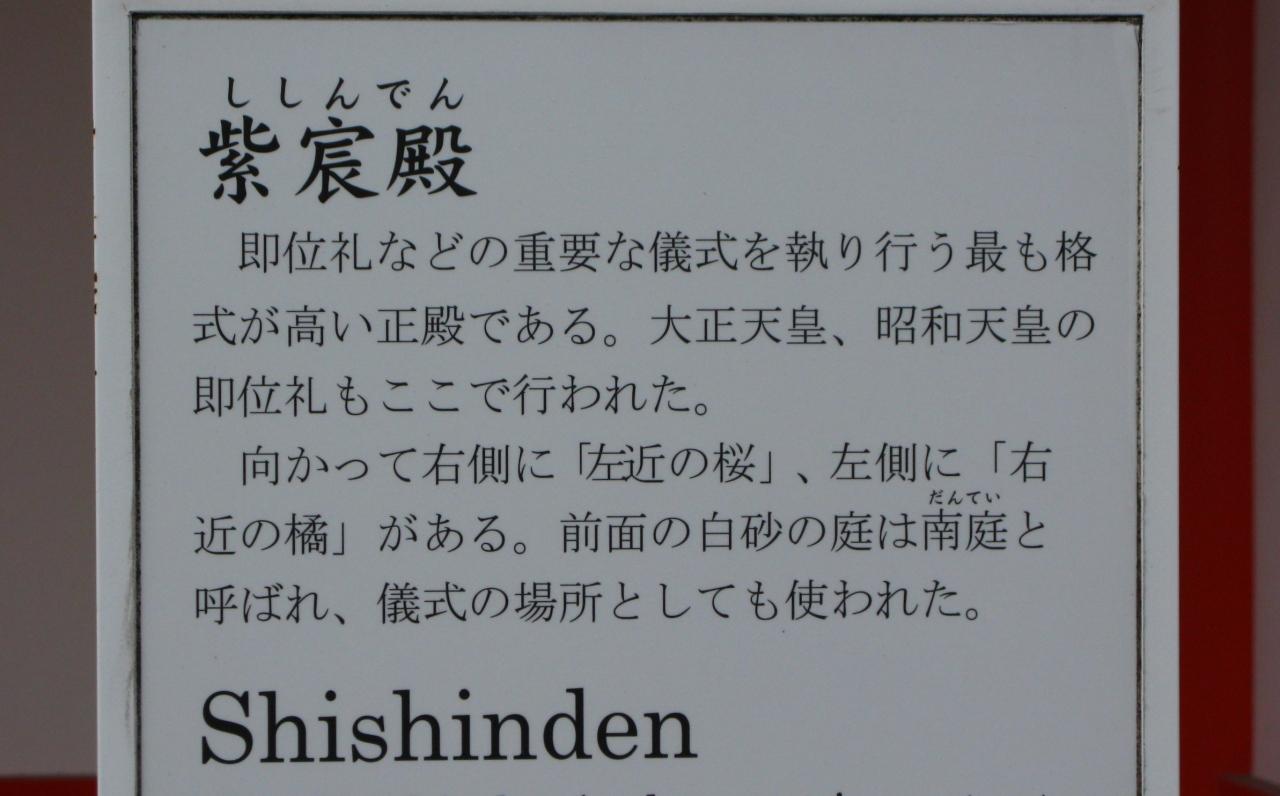 ししんでん
紫宸殿
即位礼などの重要な儀式を執り行う最も格
式が高い正殿である。大正天皇、昭和天皇の
即位礼もここで行われた。
向かって右側に「左近の桜」、左側に「右
だんてい
近の橘」がある。前面の白砂の庭は南庭と
呼ばれ、儀式の場所としても使われた。
Shishinden